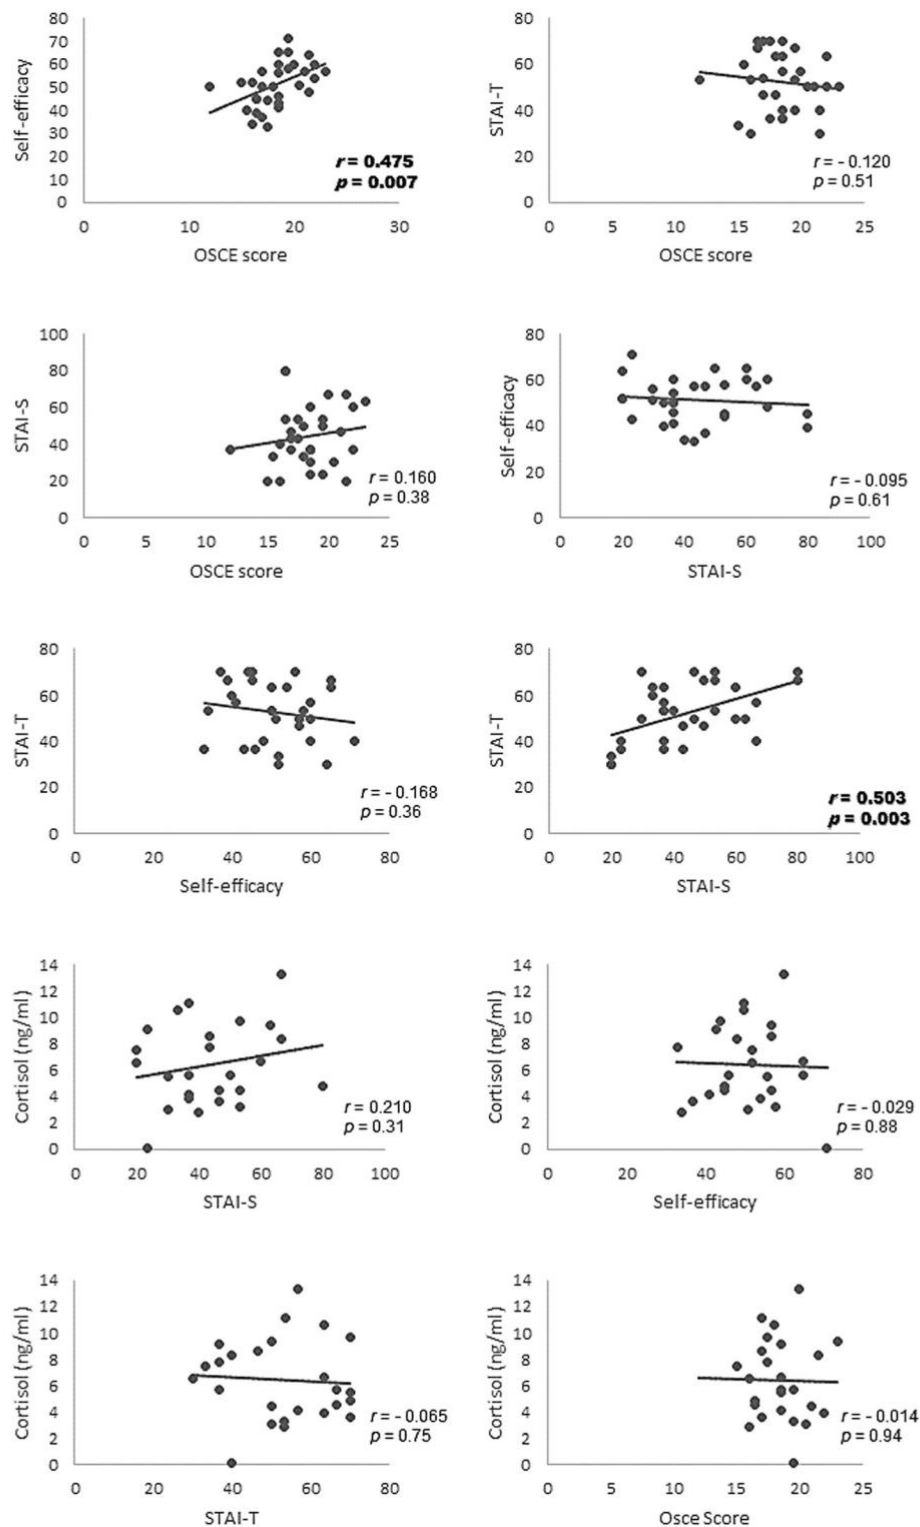 80
70
60
50
40
30
20
10
0
Self-efficacy
r = 0.475
p = 0.007
0 10 20 30
OSCE score
80
60
40
20
0
STAI-T
r = - 0.120
p = 0.51
0 5 10 15 20 25
OSCE score
100
80
60
40
20
0
STAI-S
r = 0.160
p = 0.38
0 5 10 15 20 25
OSCE score
80
60
40
20
0
Self-efficacy
r = - 0.095
p = 0.61
0 20 40 60 80 100
STAI-S
80
60
40
20
0
STAI-T
r = - 0.168
p = 0.36
0 20 40 60 80
Self-efficacy
80
60
40
20
0
STAI-T
r = 0.503
p = 0.003
0 20 40 60 80 100
STAI-S
14
12
10
8
6
4
2
0
Cortisol (ng/ml)
r = 0.210
p = 0.31
0 20 40 60 80 100
STAI-S
14
12
10
8
6
4
2
0
Cortisol (ng/ml)
r = - 0.029
p = 0.88
0 20 40 60 80
Self-efficacy
14
12
10
8
6
4
2
0
Cortisol (ng/ml)
r = - 0.065
p = 0.75
0 20 40 60 80
STAI-T
14
12
10
8
6
4
2
0
Cortisol (ng/ml)
r = - 0.014
p = 0.94
0 5 10 15 20 25
Osce Score